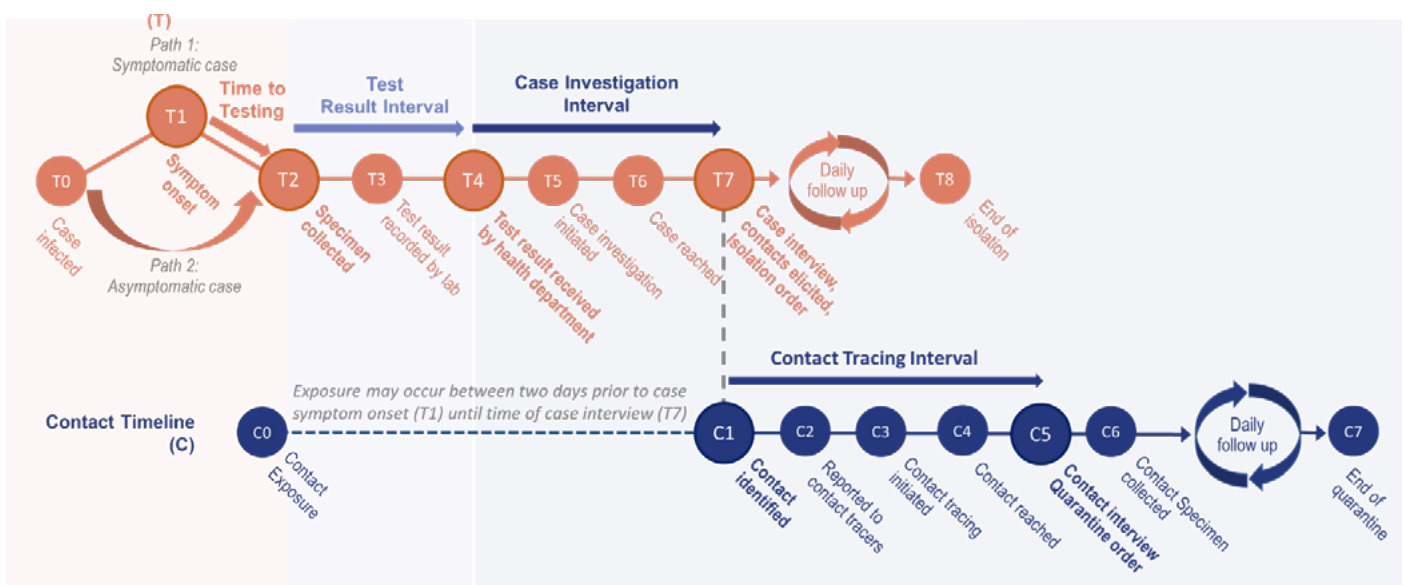 (T)
Path 1:
Symptomatic case
Time to
Testing
Test
Result Interval
Case Investigation
Interval
T0
T1
T2
T3
T4
T5
T6
T7
Daily
follow up
T8
Case
infected
Symptom
onset
Specimen
collected
Test result
recorded by lab
Test result received
by health department
Case investigation
initiated
Case reached
Case interview,
contacts elicited,
Isolation order
End of
isolation
Path 2:
Asymptomatic case
Contact Tracing Interval
Exposure may occur between two days prior to case
symptom onset (T1) until time of case interview (T7)
Contact Timeline
(C)
C0
C1
C2
C3
C4
C5
C6
Daily
follow up
C7
Contact
Exposure
Contact
identified
Reported to
contact tracers
Contact tracing
initiated
Contact reached
Contact interview
Quarantine order
Contact Specimen
collected
End of
quarantine